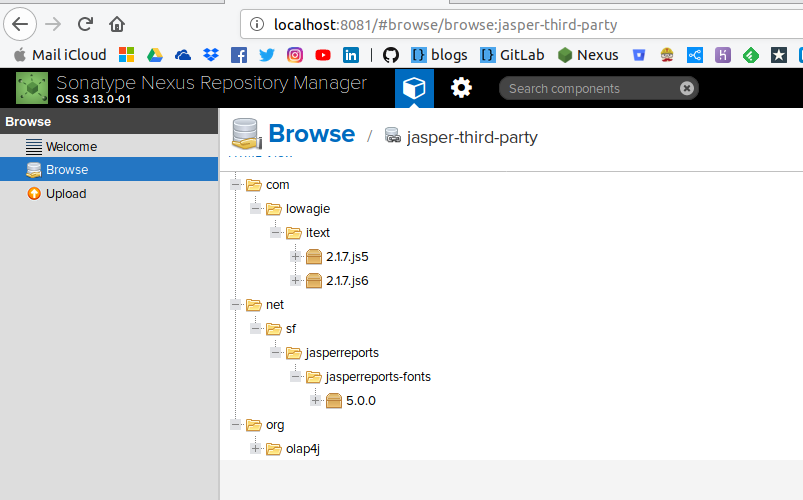 localhost:8081/#browse/browse:jasper-third-party
Mail iCloud blogs GitLab Nexus
Sonatype Nexus Repository Manager
OSS 3.13.0-01
Search components
Browse
Welcome
Browse
Upload
Browse / jasper-third-party
com
lowagie
itext
2.1.7.js5
2.1.7.js6
net
sf
jasperreports
jasperreports-fonts
5.0.0
org
olap4j